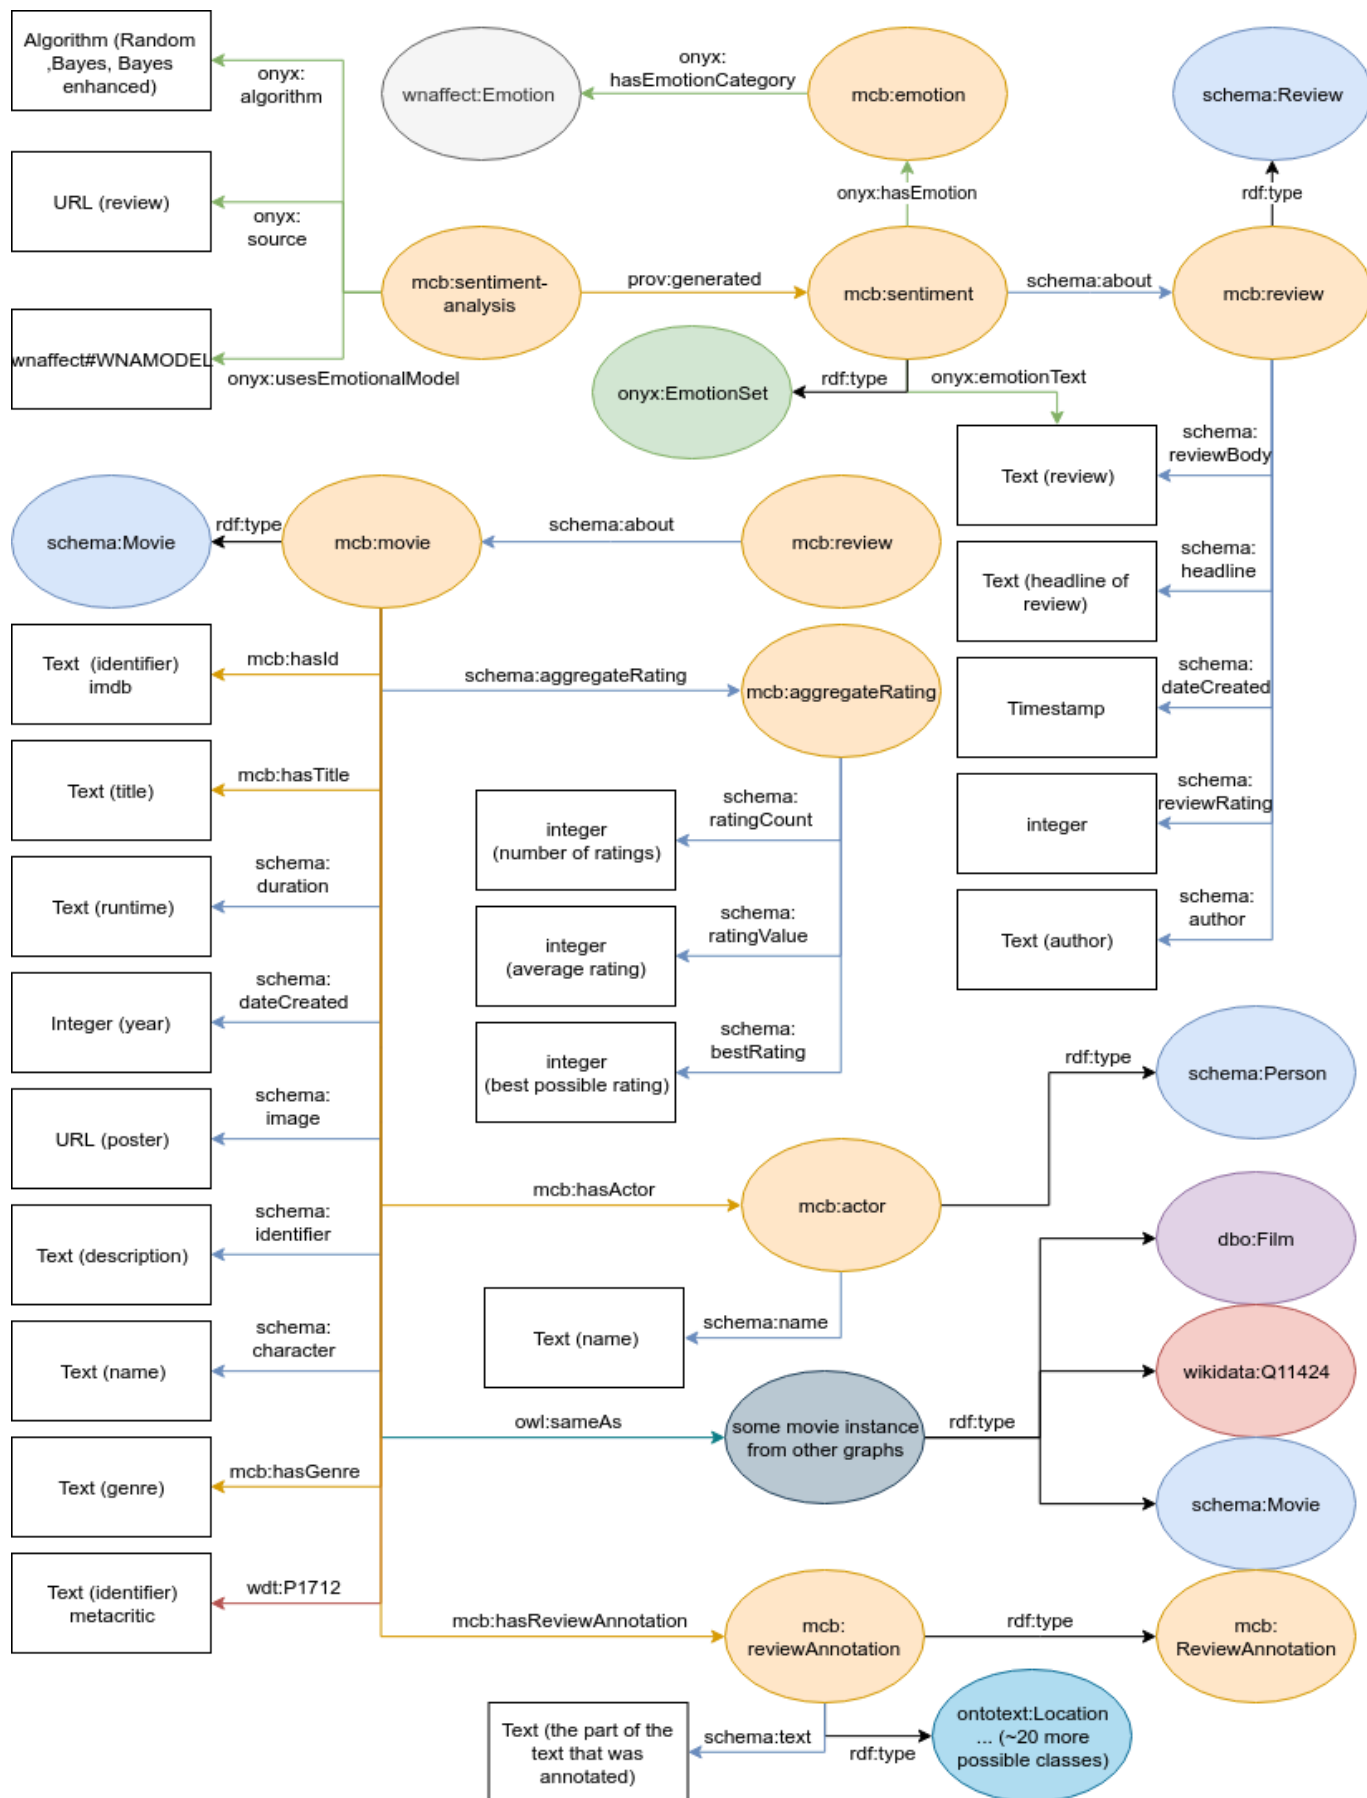 Algorithm (Random
,Bayes, Bayes
enhanced)
onyx:
algorithm
wnaffect:Emotion
onyx:
hasEmotionCategory
mcb:emotion
schema:Review
URL (review)
onyx:
source
onyx:hasEmotion
rdf:type
mcb:sentiment-
analysis
prov:generated
mcb:sentiment
schema:about
mcb:review
wnaffect#WNAMODEL
onyx:usesEmotionalModel
onyx:EmotionSet
rdf:type
onyx:emotionText
Text (review)
schema:
reviewBody
schema:Movie
rdf:type
mcb:movie
schema:about
mcb:review
Text (headline of
review)
schema:
headline
Text  (identifier)
imdb
mcb:hasId
schema:aggregateRating
mcb:aggregateRating
Timestamp
schema:
dateCreated
Text (title)
mcb:hasTitle
integer
(number of ratings)
schema:
ratingCount
integer
schema:
reviewRating
Text (runtime)
schema:
duration
integer
(average rating)
schema:
ratingValue
Text (author)
schema:
author
Integer (year)
schema:
dateCreated
integer
(best possible rating)
schema:
bestRating
rdf:type
schema:Person
URL (poster)
schema:
image
mcb:hasActor
mcb:actor
dbo:Film
Text (description)
schema:
identifier
Text (name)
schema:name
Text (name)
schema:
character
wikidata:Q11424
owl:sameAs
some movie instance
from other graphs
rdf:type
schema:Movie
Text (genre)
mcb:hasGenre
Text (identifier)
metacritic
wdt:P1712
mcb:hasReviewAnnotation
mcb:
reviewAnnotation
rdf:type
mcb:
ReviewAnnotation
Text (the part of the
text that was
annotated)
schema:text
rdf:type
ontotext:Location
... (~20 more
possible classes)